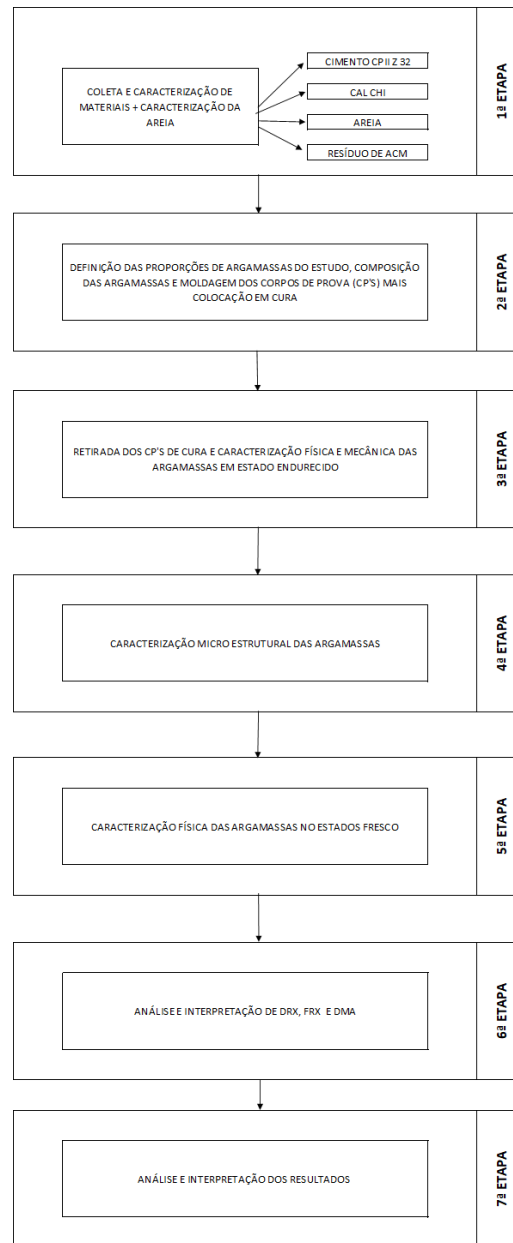 COLETA E CARACTERIZAÇÃO DE
MATERIAIS + CARACTERIZAÇÃO DA
AREIA
CIMENTO CP II Z 32
CAL CHI
AREIA
RESÍDUO DE ACM
1ª ETAPA
DEFINIÇÃO DAS PROPORÇÕES DE ARGAMASSAS DO ESTUDO, COMPOSIÇÃO
DAS ARGAMASSAS E MOLDAGEM DOS CORPOS DE PROVA (CP'S) MAIS
COLOCAÇÃO EM CURA
2ª ETAPA
RETIRADA DOS CP'S DE CURA E CARACTERIZAÇÃO FÍSICA E MECÂNICA DAS
ARGAMASSAS EM ESTADO ENDURECIDO
3ª ETAPA
CARACTERIZAÇÃO MICRO ESTRUTURAL DAS ARGAMASSAS
4ª ETAPA
CARACTERIZAÇÃO FÍSICA DAS ARGAMASSAS NO ESTADOS FRESCO
5ª ETAPA
ANÁLISE E INTERPRETAÇÃO DE DRX, FRX E DMA
6ª ETAPA
ANÁLISE E INTERPRETAÇÃO DOS RESULTADOS
7ª ETAPA